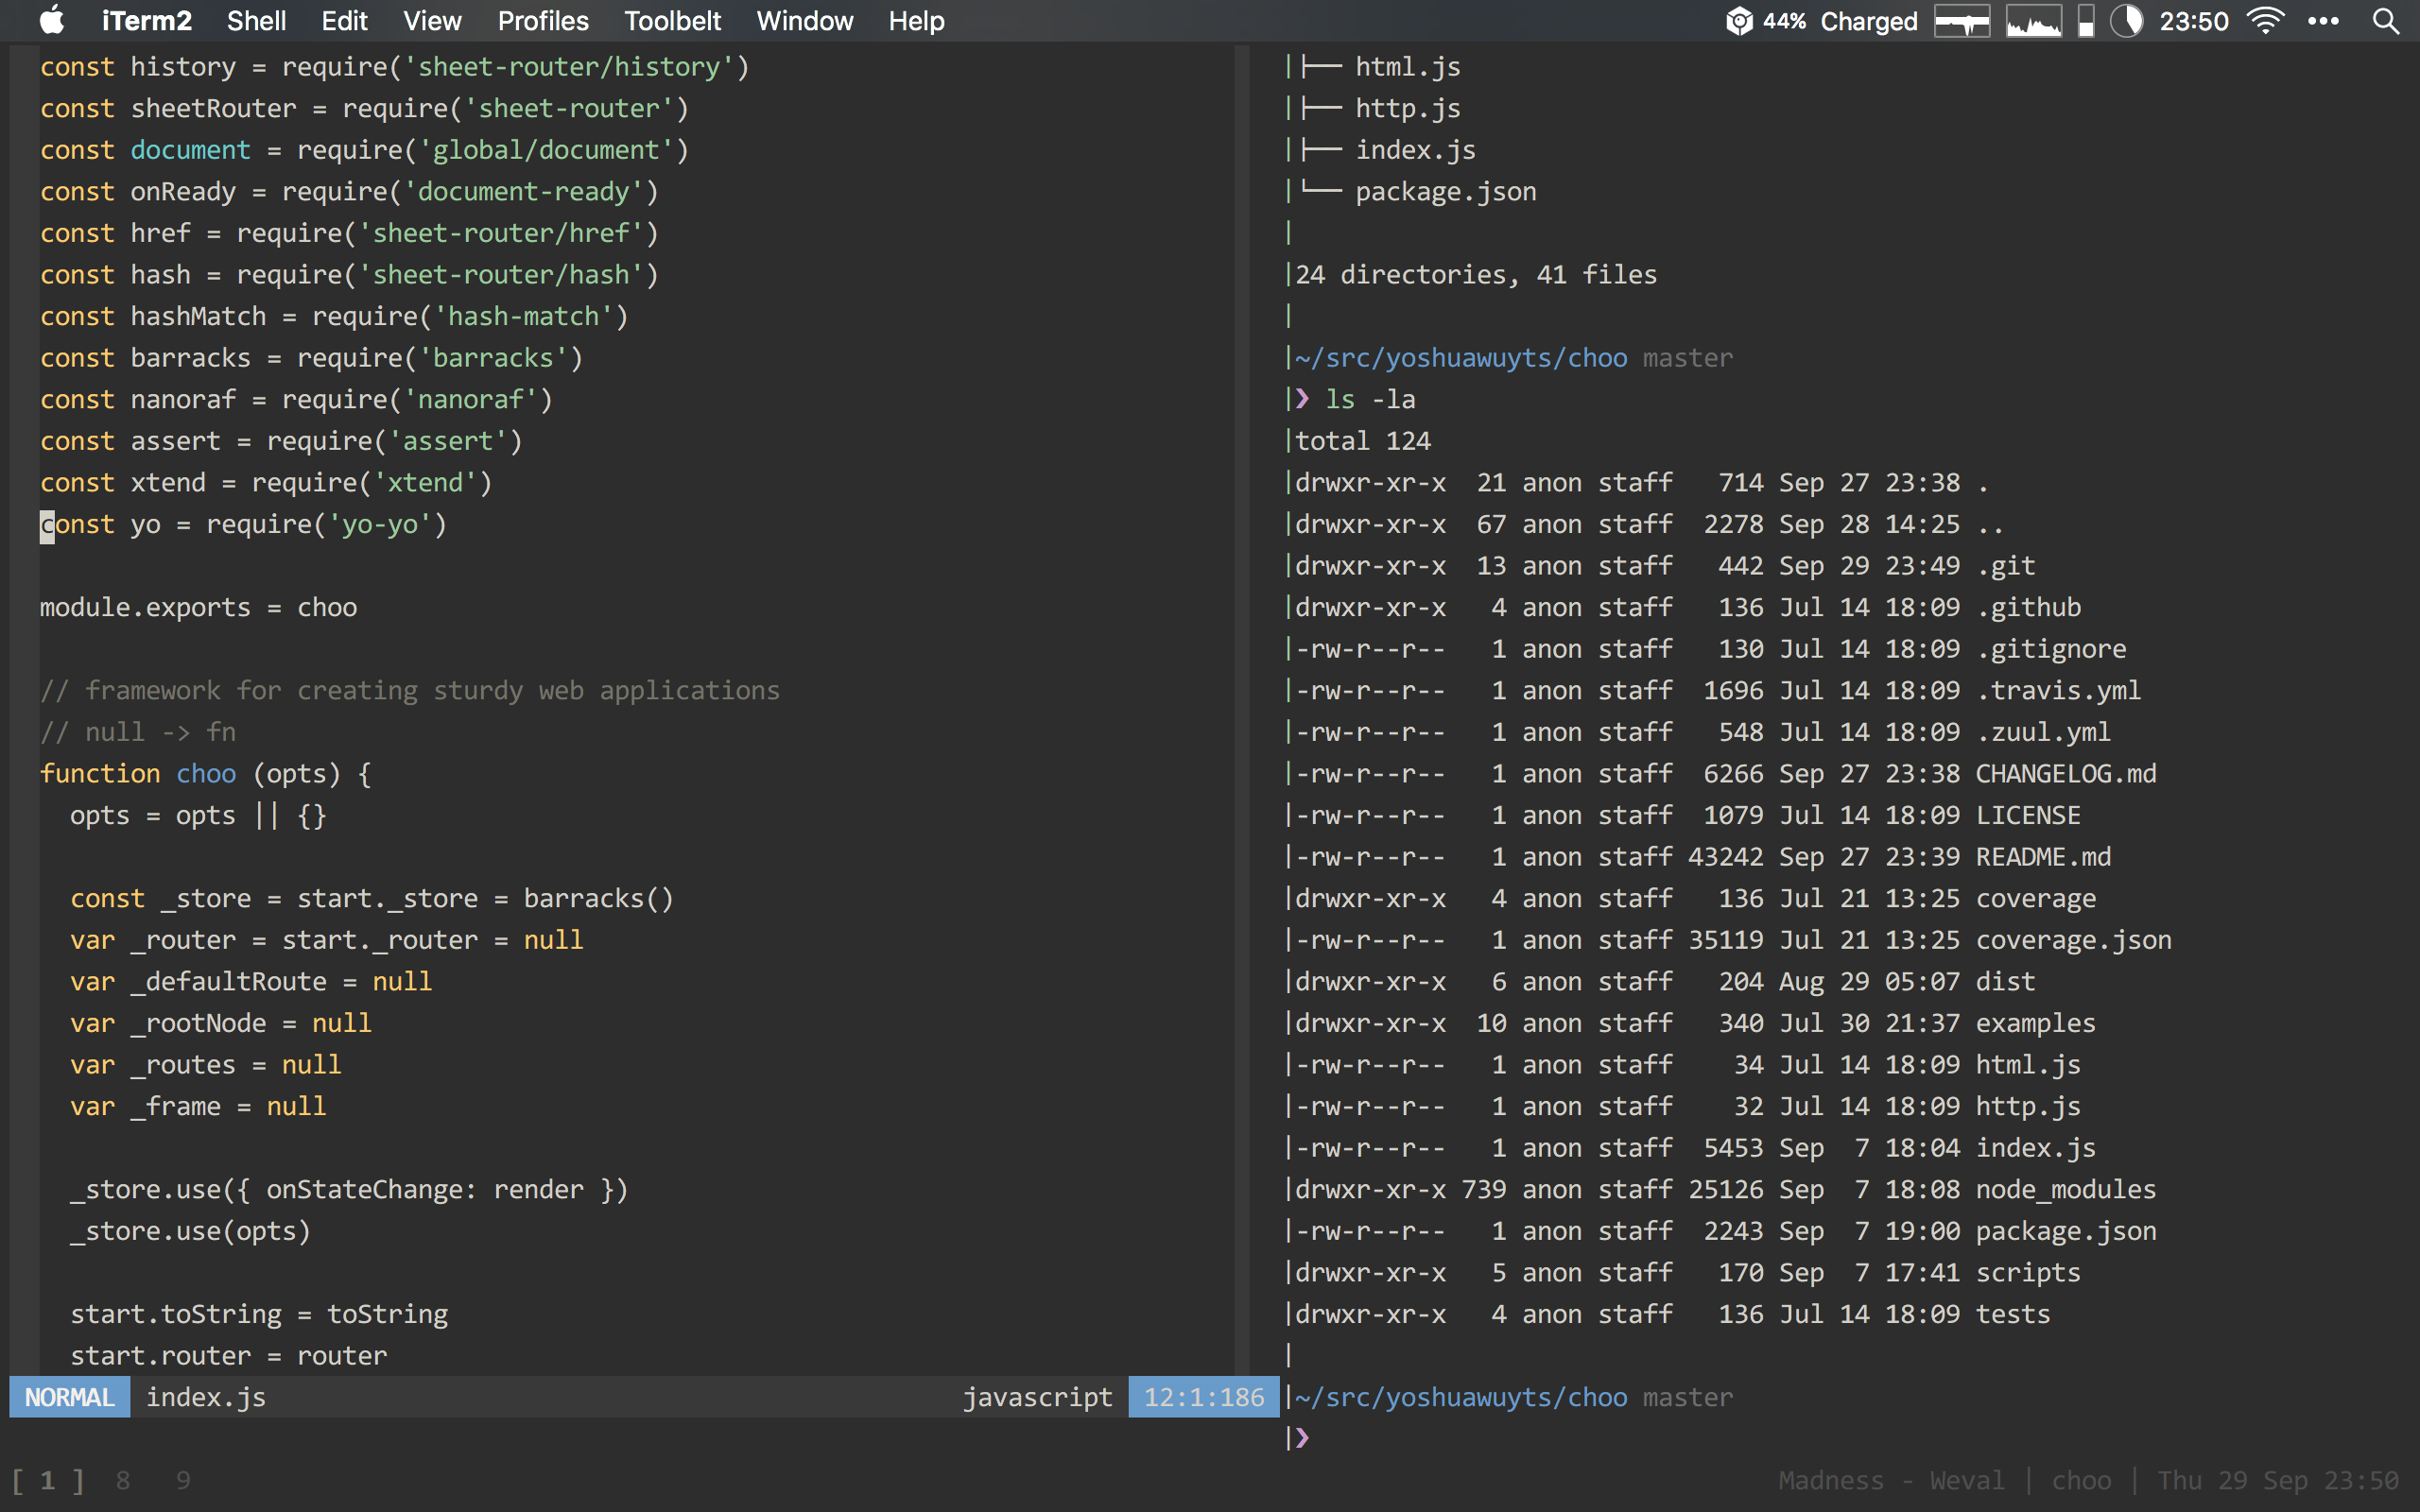 iTerm2 Shell Edit View Profiles Toolbelt Window Help 44% Charged 23:50 •••
const history = require('sheet-router/history')
const sheetRouter = require('sheet-router')
const document = require('global/document')
const onReady = require('document-ready')
const href = require('sheet-router/href')
const hash = require('sheet-router/hash')
const hashMatch = require('hash-match')
const barracks = require('barracks')
const nanoraf = require('nanoraf')
const assert = require('assert')
const xtend = require('xtend')
const yo = require('yo-yo')
module.exports = choo
// framework for creating sturdy web applications
// null -> fn
function choo (opts) {
  opts = opts || {}
  const _store = start._store = barracks()
  var _router = start._router = null
  var _defaultRoute = null
  var _rootNode = null
  var _routes = null
  var _frame = null
  _store.use({ onStateChange: render })
  _store.use(opts)
  start.toString = toString
  start.router = router
NORMAL index.js javascript 12:1:186
|├── html.js
|├── http.js
|├── index.js
|└── package.json
|
|24 directories, 41 files
|
|~/src/yoshuawuyts/choo master
|❯ ls -la
|total 124
|drwxr-xr-x  21 anon staff   714 Sep 27 23:38 .
|drwxr-xr-x  67 anon staff  2278 Sep 28 14:25 ..
|drwxr-xr-x  13 anon staff   442 Sep 29 23:49 .git
|drwxr-xr-x   4 anon staff   136 Jul 14 18:09 .github
|-rw-r--r--   1 anon staff   130 Jul 14 18:09 .gitignore
|-rw-r--r--   1 anon staff  1696 Jul 14 18:09 .travis.yml
|-rw-r--r--   1 anon staff   548 Jul 14 18:09 .zuul.yml
|-rw-r--r--   1 anon staff  6266 Sep 27 23:38 CHANGELOG.md
|-rw-r--r--   1 anon staff  1079 Jul 14 18:09 LICENSE
|-rw-r--r--   1 anon staff 43242 Sep 27 23:39 README.md
|drwxr-xr-x   4 anon staff   136 Jul 21 13:25 coverage
|-rw-r--r--   1 anon staff 35119 Jul 21 13:25 coverage.json
|drwxr-xr-x   6 anon staff   204 Aug 29 05:07 dist
|drwxr-xr-x  10 anon staff   340 Jul 30 21:37 examples
|-rw-r--r--   1 anon staff    34 Jul 14 18:09 html.js
|-rw-r--r--   1 anon staff    32 Jul 14 18:09 http.js
|-rw-r--r--   1 anon staff  5453 Sep  7 18:04 index.js
|drwxr-xr-x 739 anon staff 25126 Sep  7 18:08 node_modules
|-rw-r--r--   1 anon staff  2243 Sep  7 19:00 package.json
|drwxr-xr-x   5 anon staff   170 Sep  7 17:41 scripts
|drwxr-xr-x   4 anon staff   136 Jul 14 18:09 tests
|
|~/src/yoshuawuyts/choo master
|❯
[ 1 ]  8   9 Madness - Weval | choo | Thu 29 Sep 23:50